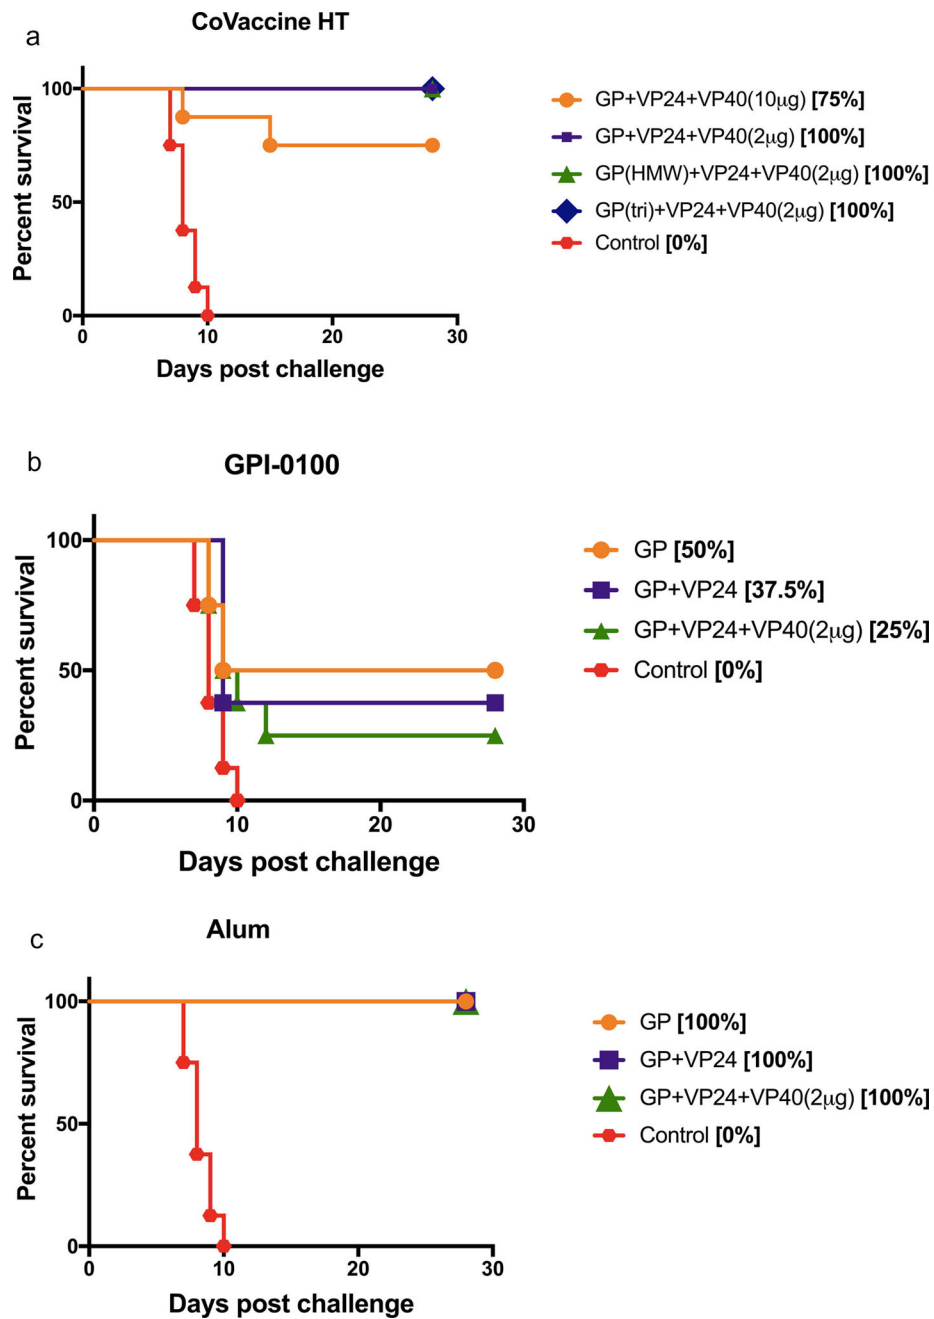 a
CoVaccine HT
100
50
0
Percent survival
0 10 20 30
Days post challenge
GP+VP24+VP40(10μg) [75%]
GP+VP24+VP40(2μg) [100%]
GP(HMW)+VP24+VP40(2μg) [100%]
GP(tri)+VP24+VP40(2μg) [100%]
Control [0%]
b
GPI-0100
100
50
0
Percent survival
0 10 20 30
Days post challenge
GP [50%]
GP+VP24 [37.5%]
GP+VP24+VP40(2μg) [25%]
Control [0%]
c
Alum
100
50
0
Percent survival
0 10 20 30
Days post challenge
GP [100%]
GP+VP24 [100%]
GP+VP24+VP40(2μg) [100%]
Control [0%]